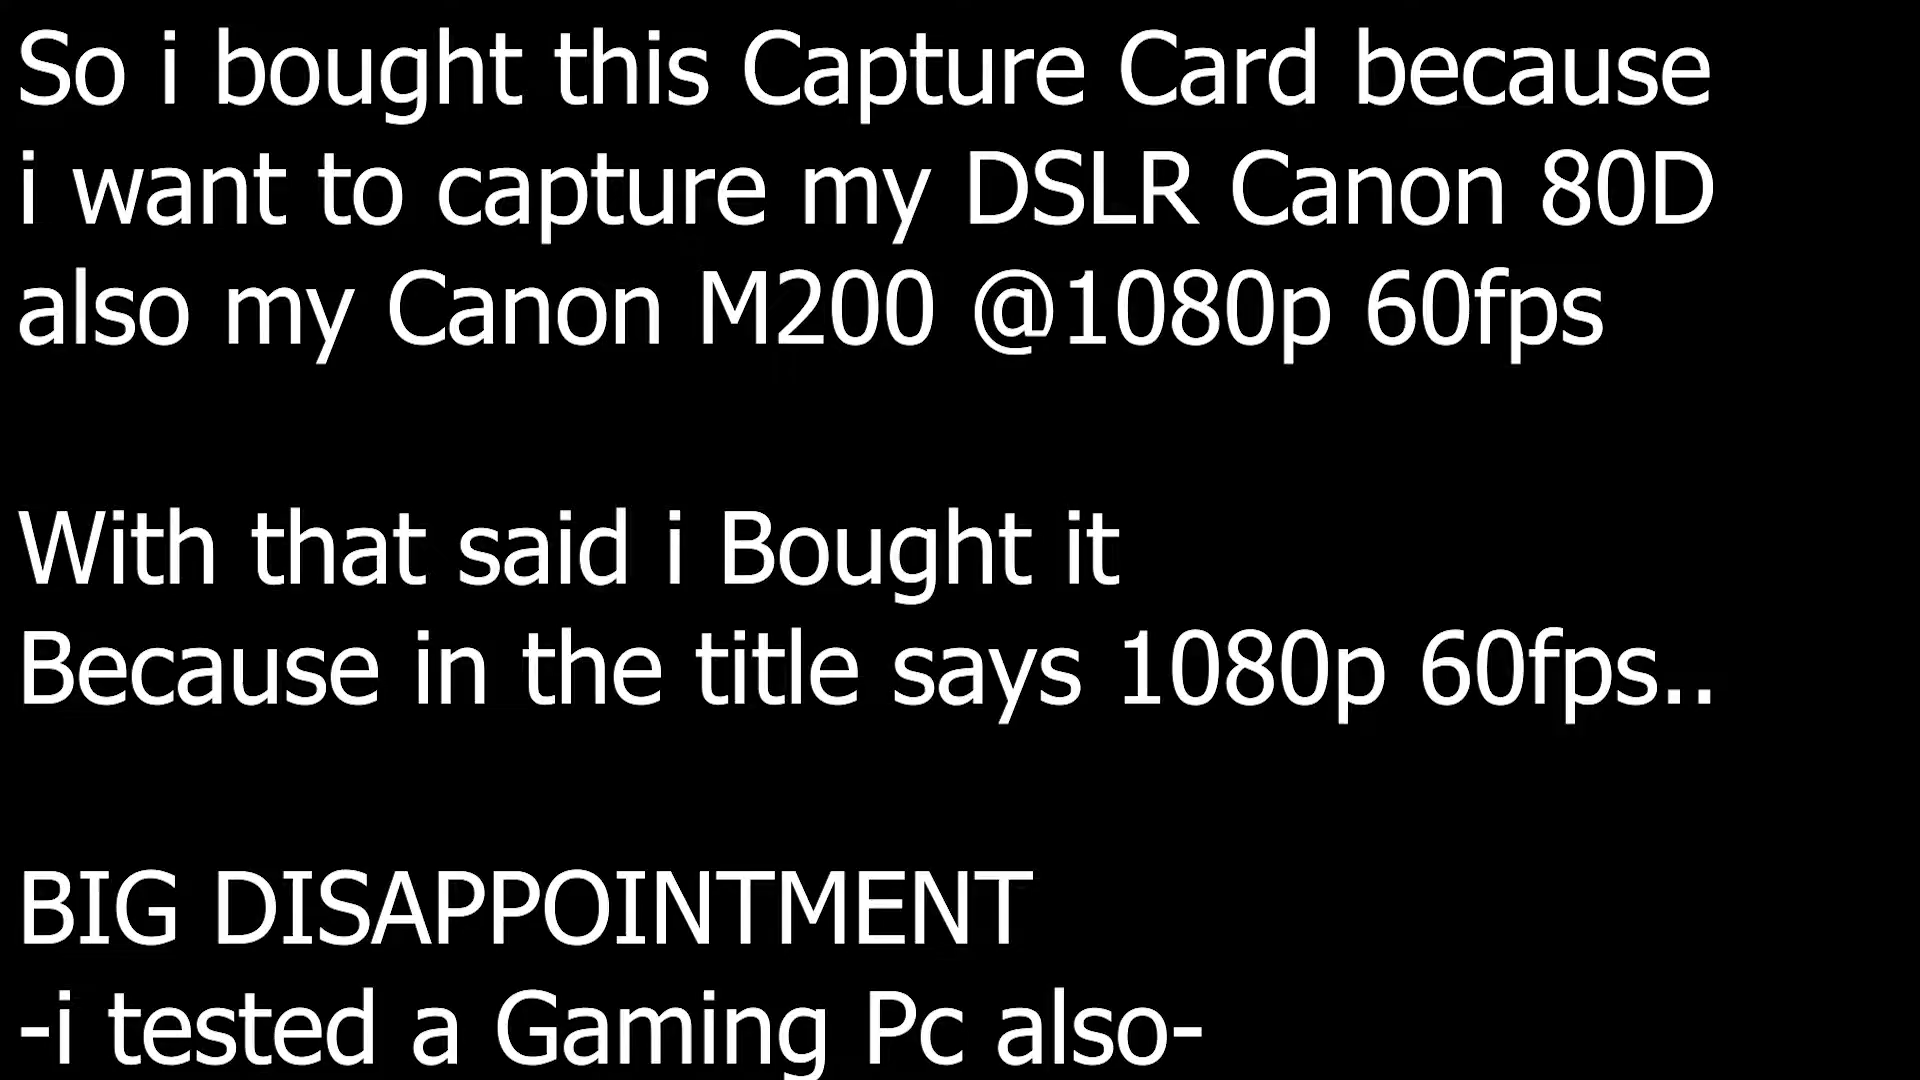 So i bought this Capture Card because
i want to capture my DSLR Canon 80D
also my Canon M200 @1080p 60fps
With that said i Bought it
Because in the title says 1080p 60fps..
BIG DISAPPOINTMENT
-i tested a Gaming Pc also-